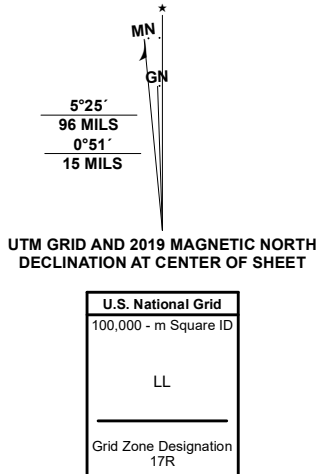 MN
GN
5°25´
96 MILS
0°51´
15 MILS
UTM GRID AND 2019 MAGNETIC NORTH
DECLINATION AT CENTER OF SHEET
U.S. National Grid
100,000 - m Square ID
LL
Grid Zone Designation
17R